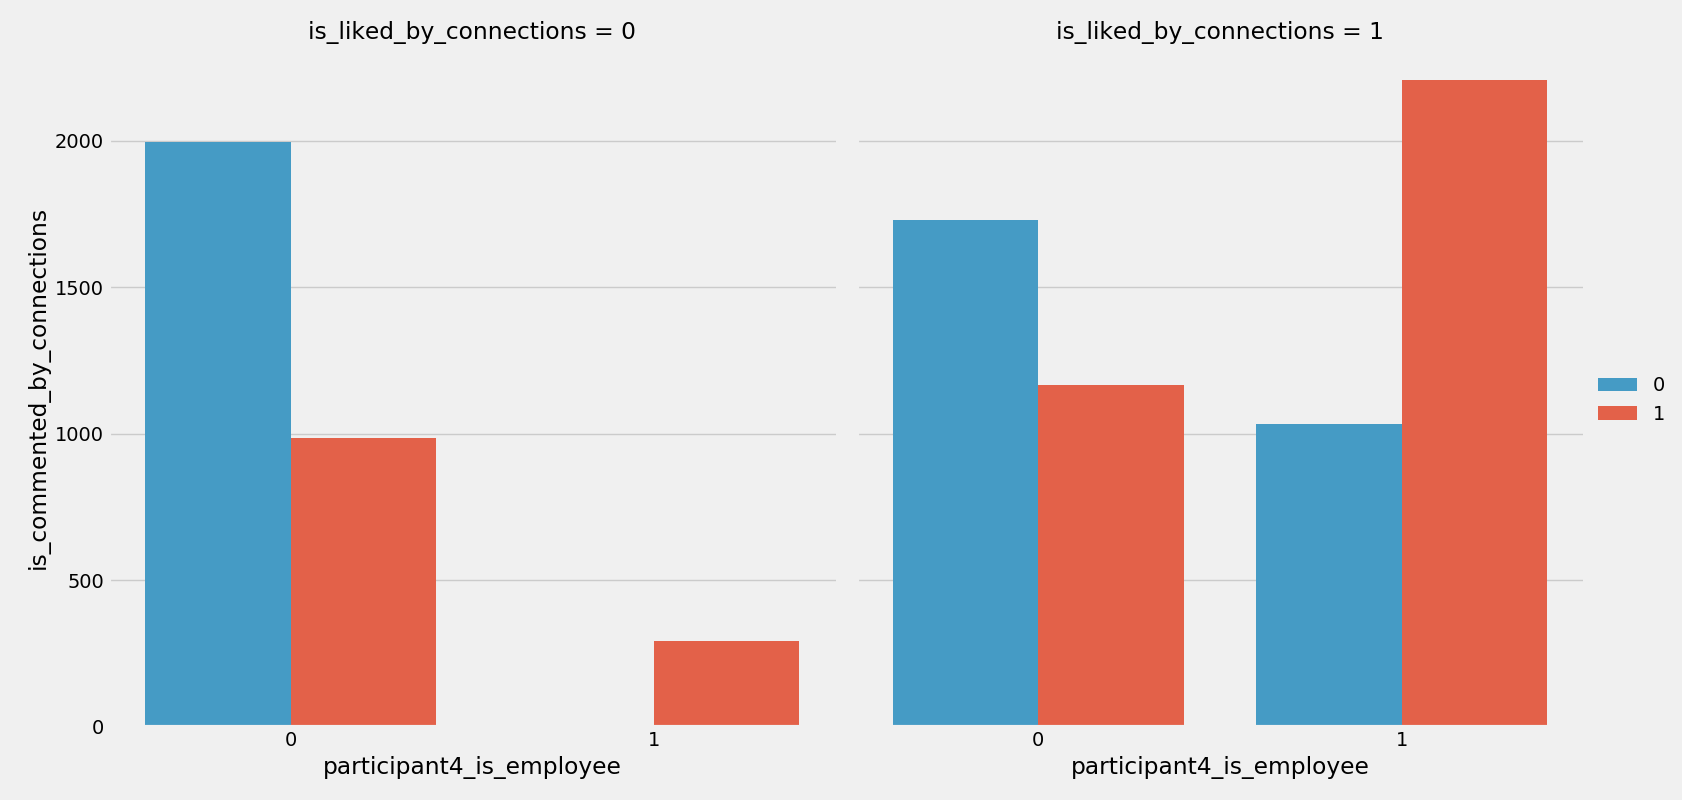 is_liked_by_connections = 0
is_liked_by_connections = 1
is_commented_by_connections
2000
1500
1000
500
0
0
1
0
1
participant4_is_employee
participant4_is_employee
0
1